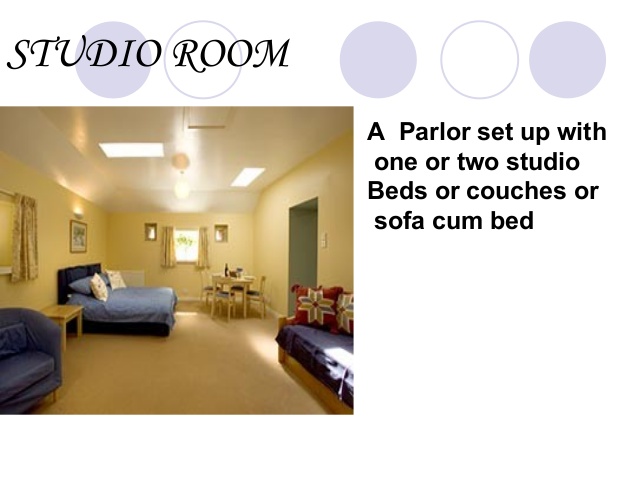 STUDIO ROOM
A Parlor set up with
one or two studio
Beds or couches or
sofa cum bed